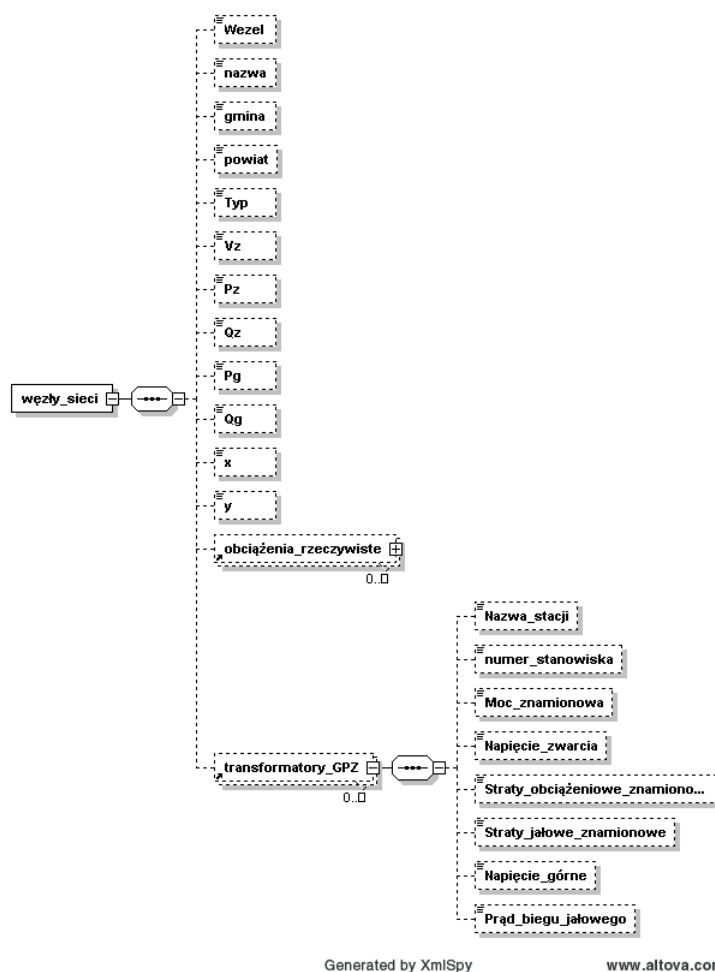 Wezel
nazwa
gmina
powiat
Typ
Vz
Pz
Qz
Pg
węzły_sieci
Qg
x
y
obciążenia_rzeczywiste
0..
Nazwa_stacji
numer_stanowiska
Moc_znamionowa
Napięcie_zwarcia
transformatory_GPZ
0..
Straty_obciążeniowe_znamiono...
Straty_jałowe_znamionowe
Napięcie_górne
Prąd_biegu_jałowego
Generated by XmlSpy
www.altova.com